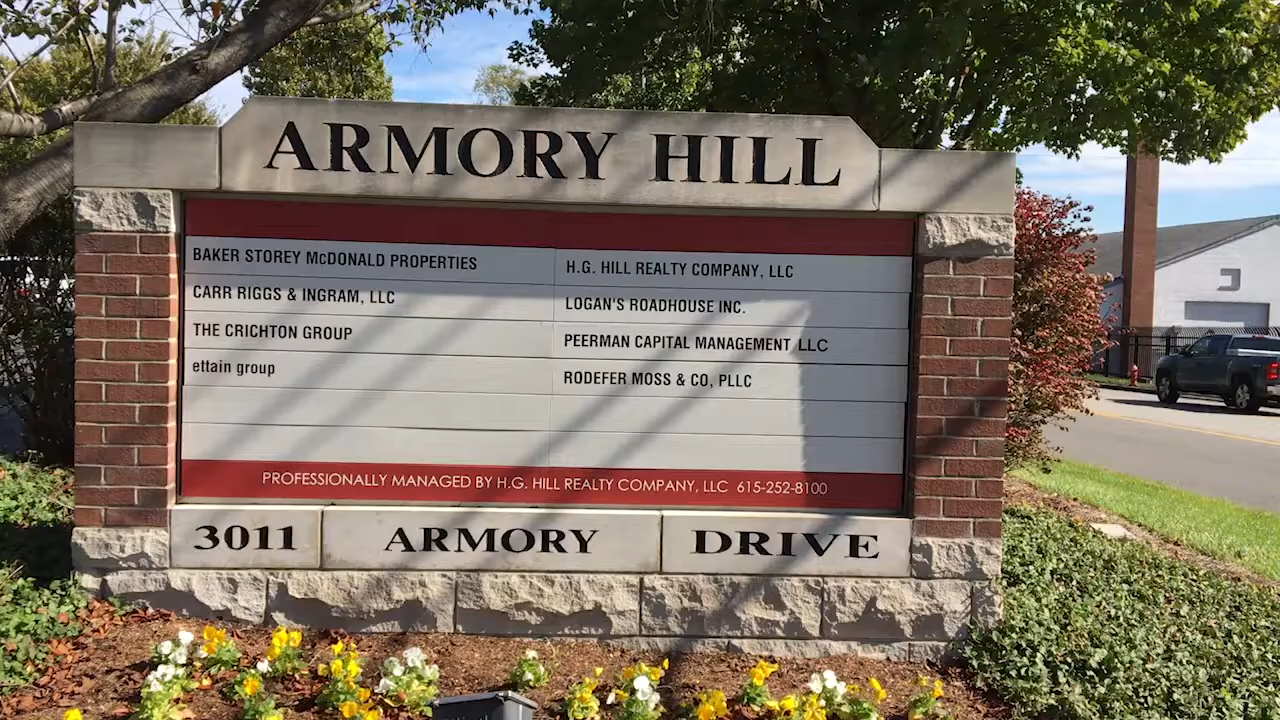 ARMORY HILL
BAKER STOREY McDONALD PROPERTIES
CARR RIGGS & INGRAM, LLC
THE CRICHTON GROUP
ettain group
H.G. HILL REALTY COMPANY, LLC
LOGAN'S ROADHOUSE INC.
PEERMAN CAPITAL MANAGEMENT LLC
RODEFER MOSS & CO, PLLC
PROFESSIONALLY MANAGED BY H.G. HILL REALTY COMPANY, LLC 615-252-8100
3011 ARMORY DRIVE